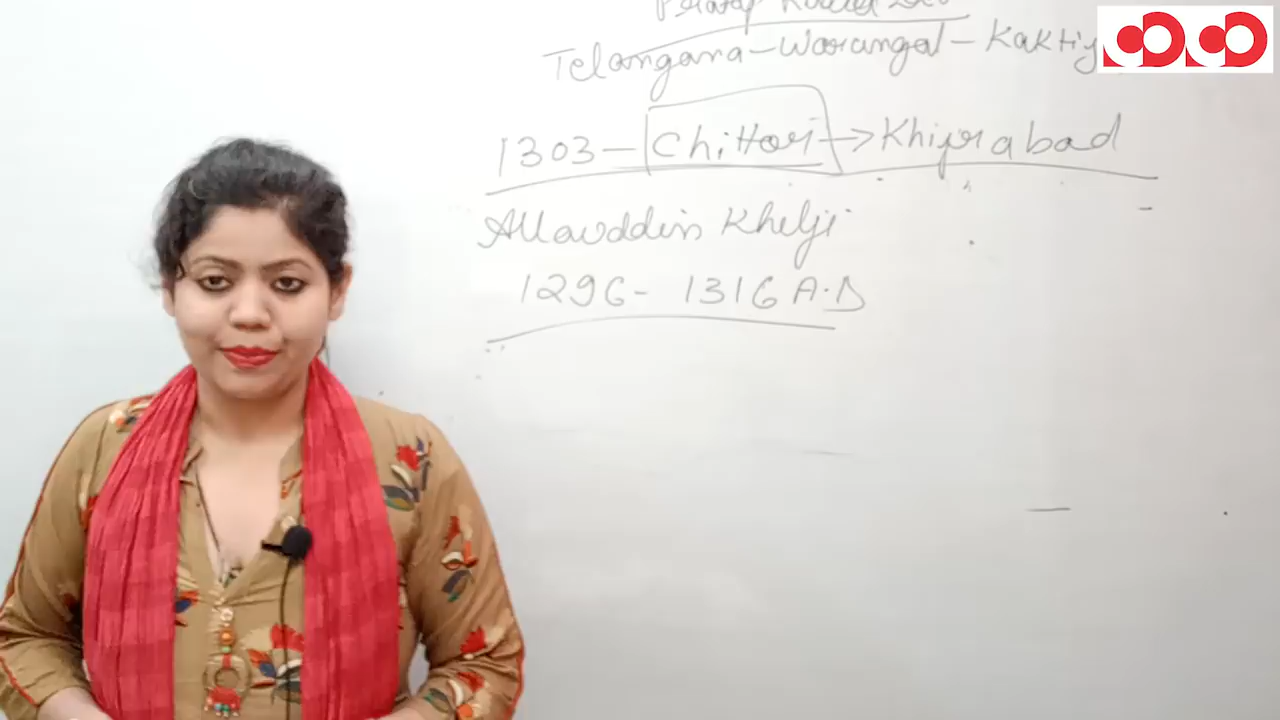 Telangana - Warangal - Kaktiy
1303 - Chittor → Khijrabad
Allauddin Khelji
1296 - 1316 A.D